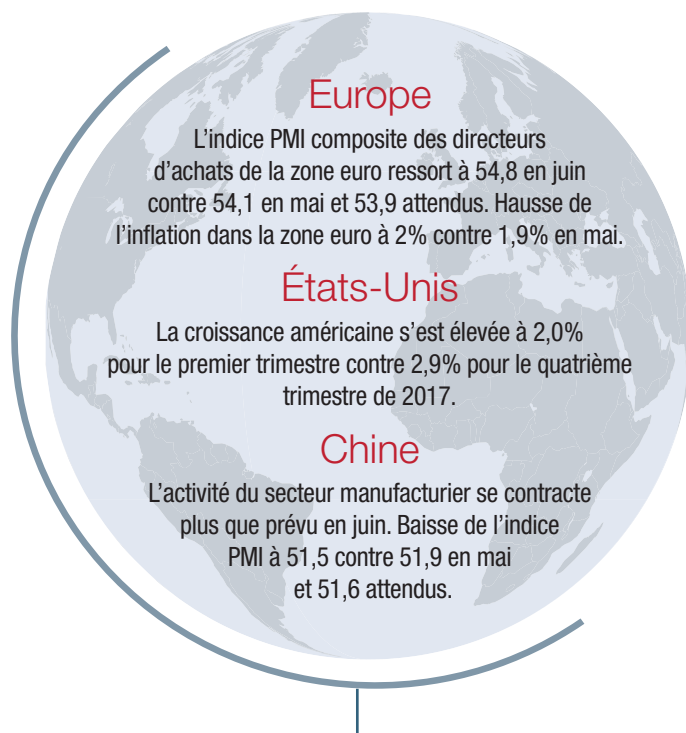 Europe
L’indice PMI composite des directeurs
d’achats de la zone euro ressort à 54,8 en juin
contre 54,1 en mai et 53,9 attendus. Hausse de
l’inflation dans la zone euro à 2% contre 1,9% en mai.
États-Unis
La croissance américaine s’est élevée à 2,0%
pour le premier trimestre contre 2,9% pour le quatrième
trimestre de 2017.
Chine
L’activité du secteur manufacturier se contracte
plus que prévu en juin. Baisse de l’indice
PMI à 51,5 contre 51,9 en mai
et 51,6 attendus.